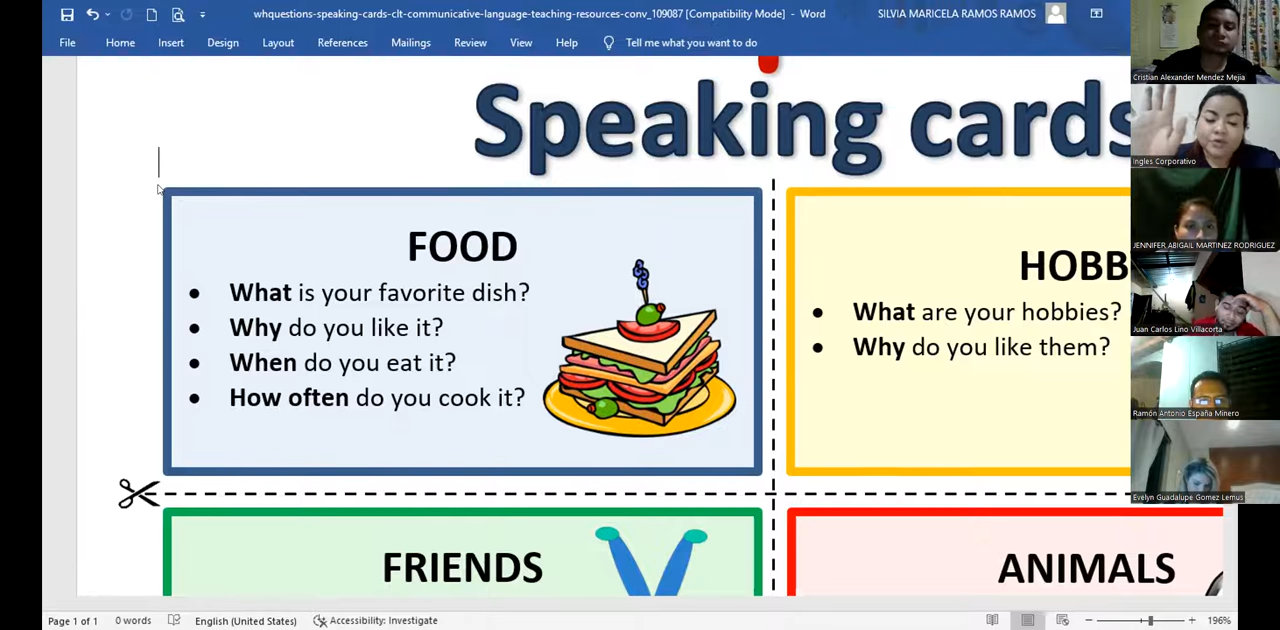 whquestions-speaking-cards-clt-communicative-language-teaching-resources-conv_109087 [Compatibility Mode] - Word
SILVIA MARICELA RAMOS RAMOS
File Home Insert Design Layout References Mailings Review View Help Tell me what you want to do
Speaking cards
FOOD
• What is your favorite dish?
• Why do you like it?
• When do you eat it?
• How often do you cook it?
HOBB
• What are your hobbies?
• Why do you like them?
FRIENDS
ANIMALS
Cristian Alexander Mendez Mejia
Ingles Corporativo
JENNIFER ABIGAIL MARTINEZ RODRIGUEZ
Juan Carlos Lino Villacorta
Ramón Antonio España Minero
Evelyn Guadalupe Gomez Lemus
Page 1 of 1 0 words English (United States) Accessibility: Investigate 196%